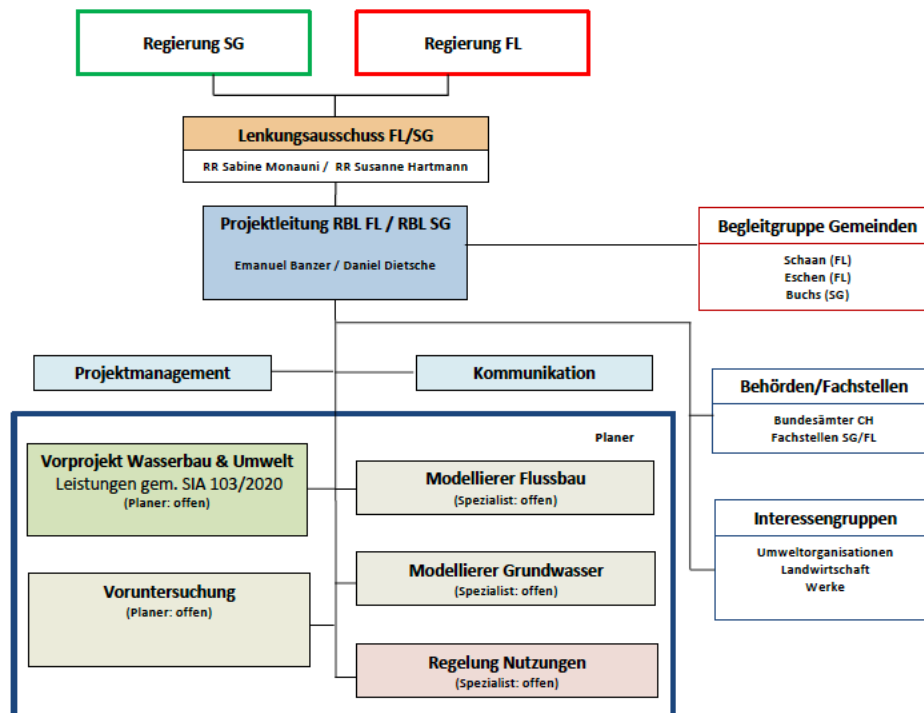 Regierung SG
Regierung FL
Lenkungsausschuss FL/SG
RR Sabine Monauni / RR Susanne Hartmann
Projektleitung RBL FL / RBL SG
Emanuel Banzer / Daniel Dietsche
Begleitgruppe Gemeinden
Schaan (FL)
Eschen (FL)
Buchs (SG)
Projektmanagement
Kommunikation
Behörden/Fachstellen
Bundesämter CH
Fachstellen SG/FL
Planer
Vorprojekt Wasserbau & Umwelt
Leistungen gem. SIA 103/2020
(Planer: offen)
Modellierer Flussbau
(Spezialist: offen)
Interessengruppen
Umweltorganisationen
Landwirtschaft
Werke
Voruntersuchung
(Planer: offen)
Modellierer Grundwasser
(Spezialist: offen)
Regelung Nutzungen
(Spezialist: offen)